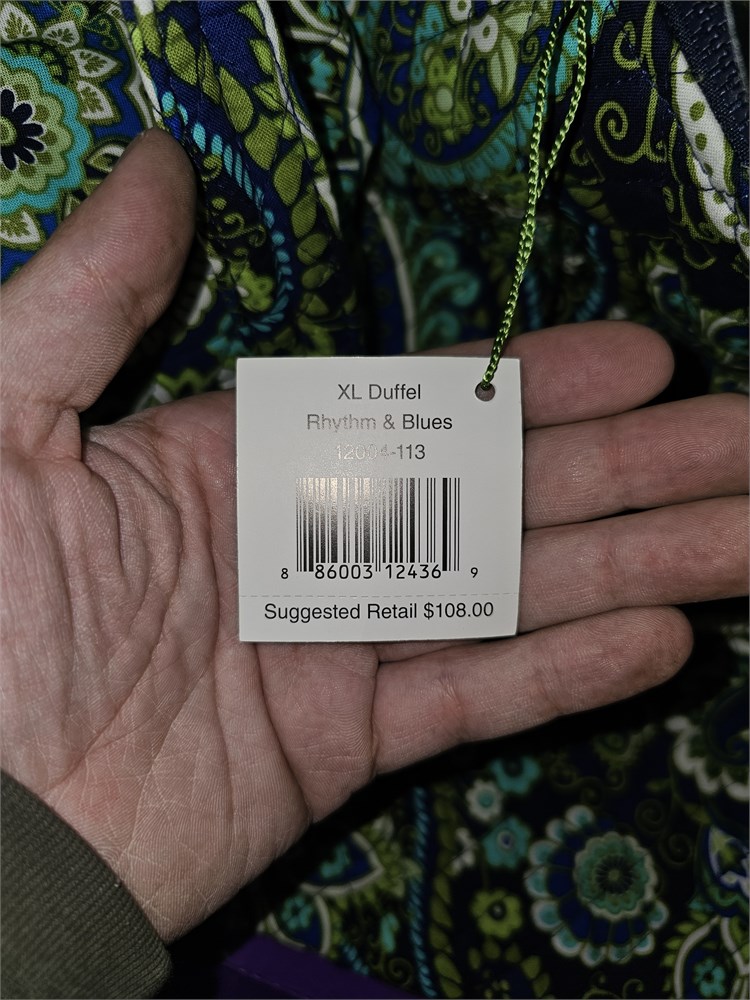 XL Duffel
Rhythm & Blues
12004-113
8 86003 12436 9
Suggested Retail $108.00